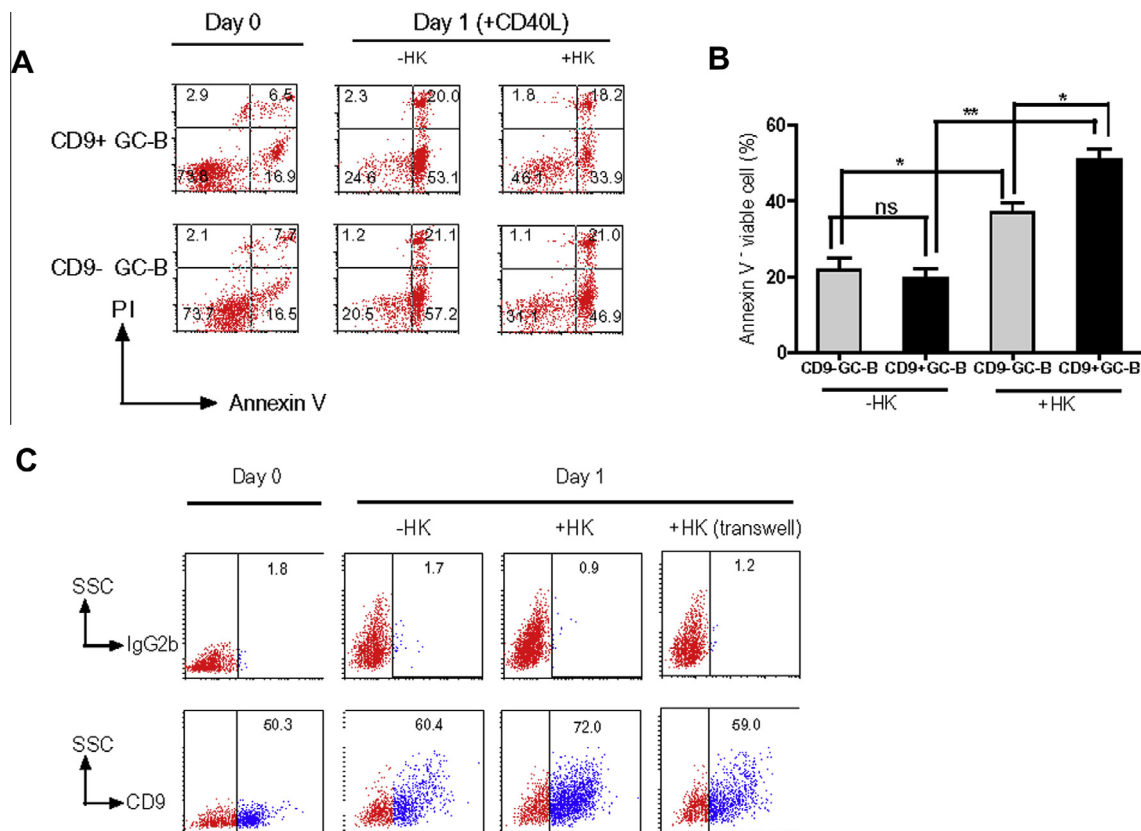 A
Day 0
Day 1 (+CD40L)
-HK
+HK
CD9+ GC-B
2.9
6.5
73.8
16.9
2.3
20.0
24.6
53.1
1.8
18.2
46.1
33.9
CD9- GC-B
2.1
7.7
73.7
16.5
1.2
21.1
20.5
57.2
1.1
21.0
31.1
46.9
PI
Annexin V
B
Annexin V⁻ viable cell (%)
60
40
20
0
ns
*
**
*
CD9-GC-B
CD9+GC-B
CD9-GC-B
CD9+GC-B
-HK
+HK
C
Day 0
Day 1
-HK
+HK
+HK (transwell)
SSC
IgG2b
1.8
1.7
0.9
1.2
SSC
CD9
50.3
60.4
72.0
59.0